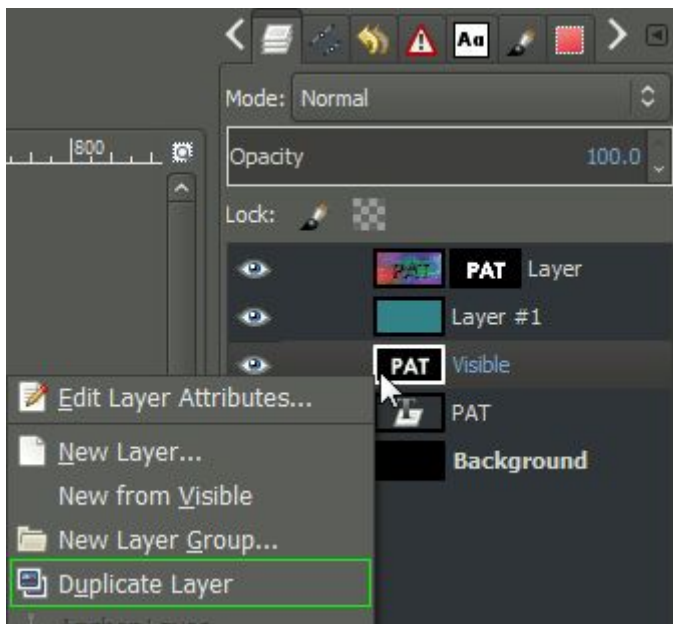 Aa
Mode: Normal
800
Opacity 100.0
Lock:
PAT PAT Layer
Layer #1
PAT Visible
Edit Layer Attributes...
PAT
New Layer...
Background
New from Visible
New Layer Group...
Duplicate Layer